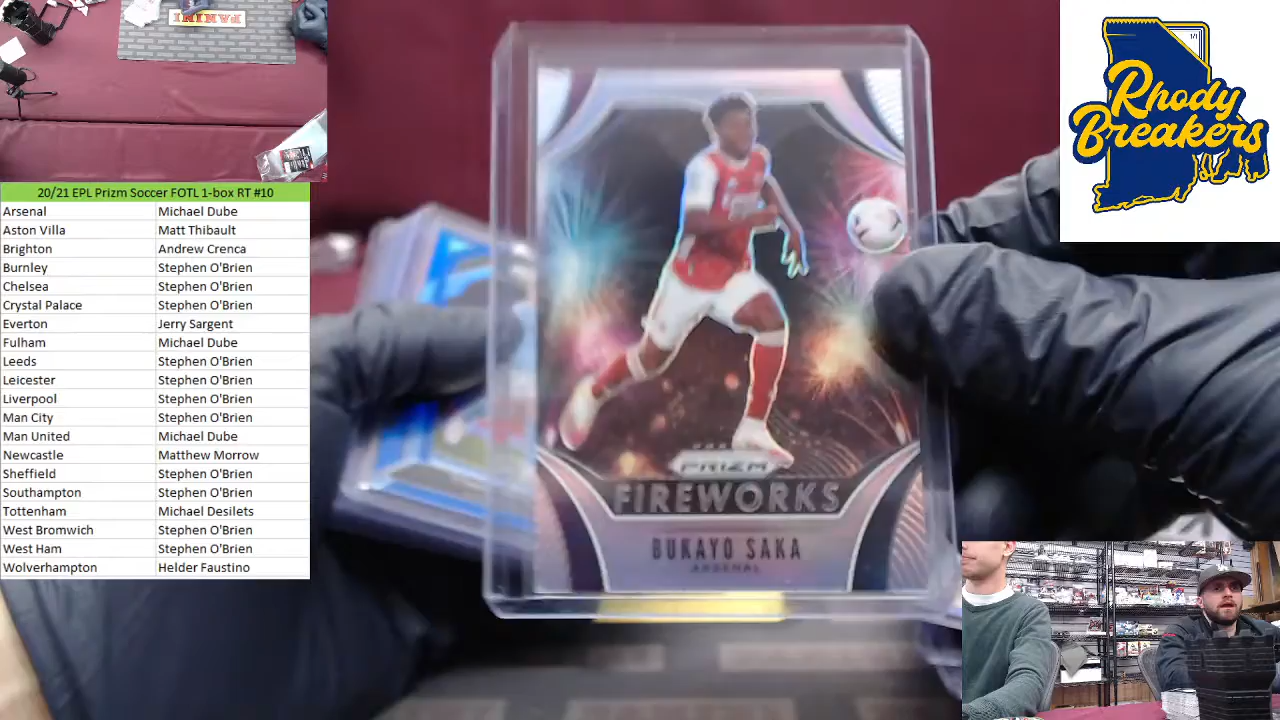 PANINI
20/21 EPL Prizm Soccer FOTL 1-box RT #10
Arsenal Michael Dube
Aston Villa Matt Thibault
Brighton Andrew Crenca
Burnley Stephen O'Brien
Chelsea Stephen O'Brien
Crystal Palace Stephen O'Brien
Everton Jerry Sargent
Fulham Michael Dube
Leeds Stephen O'Brien
Leicester Stephen O'Brien
Liverpool Stephen O'Brien
Man City Stephen O'Brien
Man United Michael Dube
Newcastle Matthew Morrow
Sheffield Stephen O'Brien
Southampton Stephen O'Brien
Tottenham Michael Desilets
West Bromwich Stephen O'Brien
West Ham Stephen O'Brien
Wolverhampton Helder Faustino
PRIZM
FIREWORKS
BUKAYO SAKA
ARSENAL
1/1
Rhody
Breakers